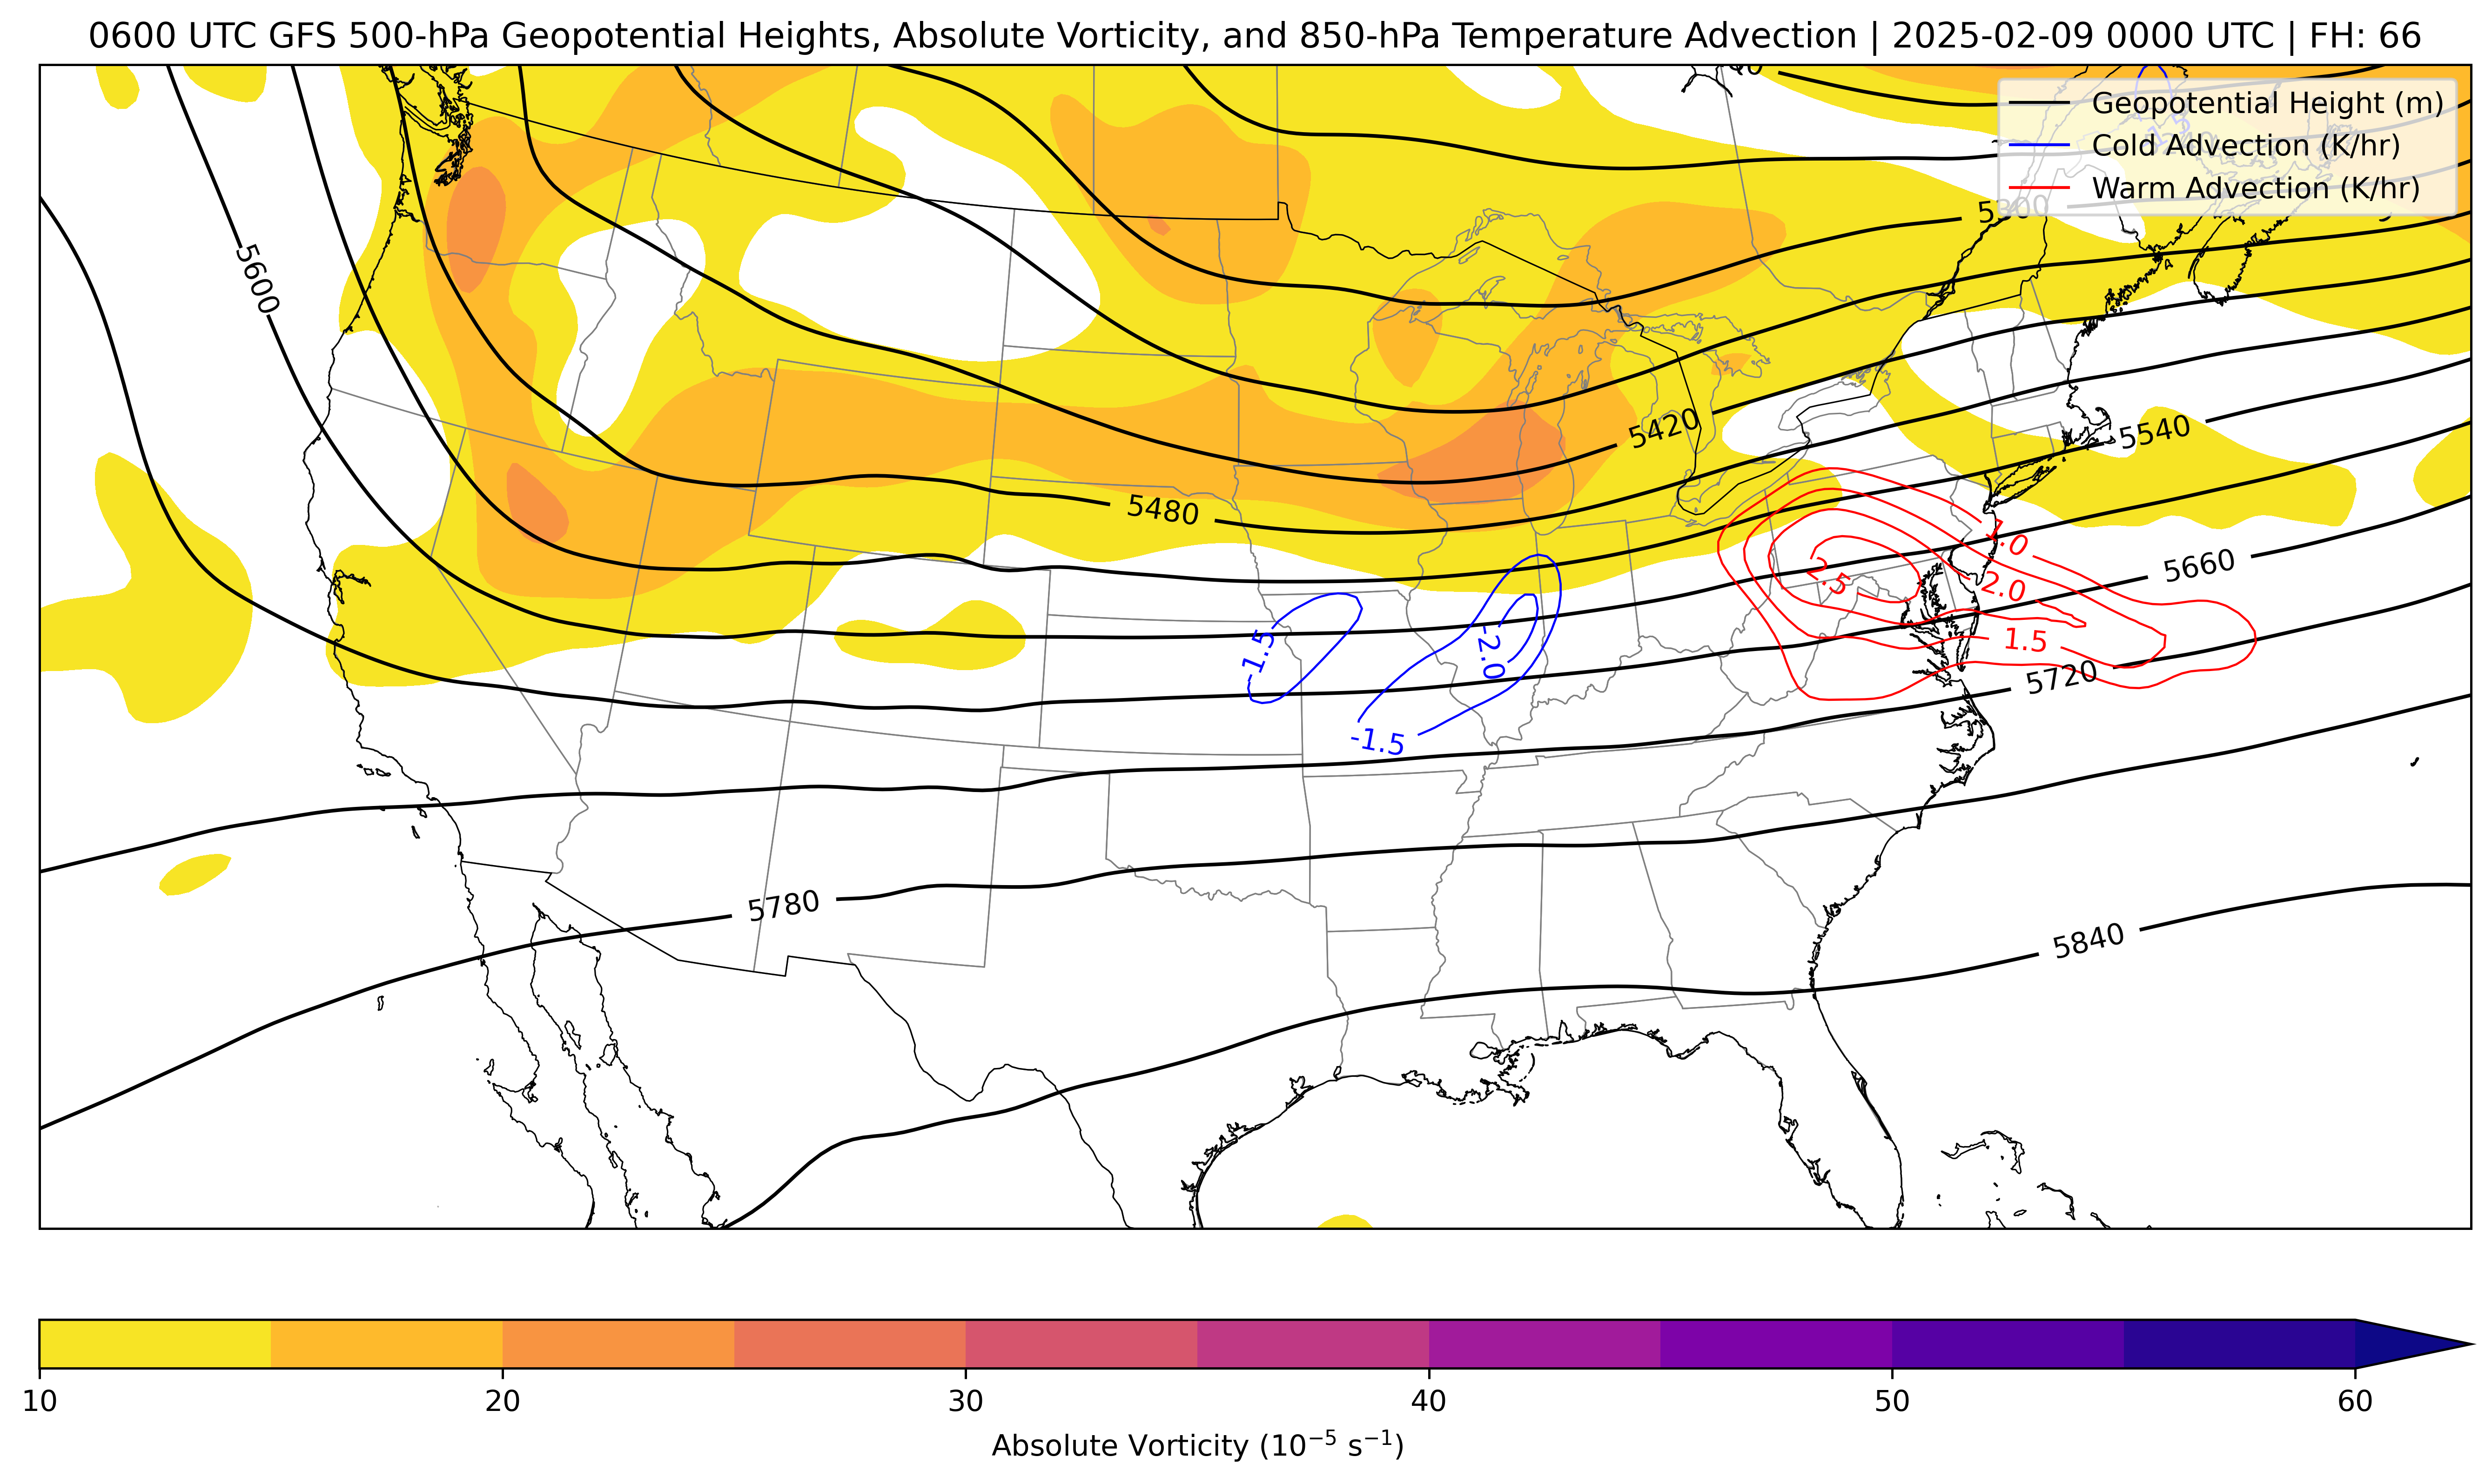 0600 UTC GFS 500-hPa Geopotential Heights, Absolute Vorticity, and 850-hPa Temperature Advection | 2025-02-09 0000 UTC | FH: 66
Geopotential Height (m)
Cold Advection (K/hr)
Warm Advection (K/hr)
5300
5600
5420
5540
5480
1.0
5660
2.5
2.0
-1.5
-2.0
1.5
5720
-1.5
5780
5840
10 20 30 40 50 60
Absolute Vorticity (10⁻⁵ s⁻¹)